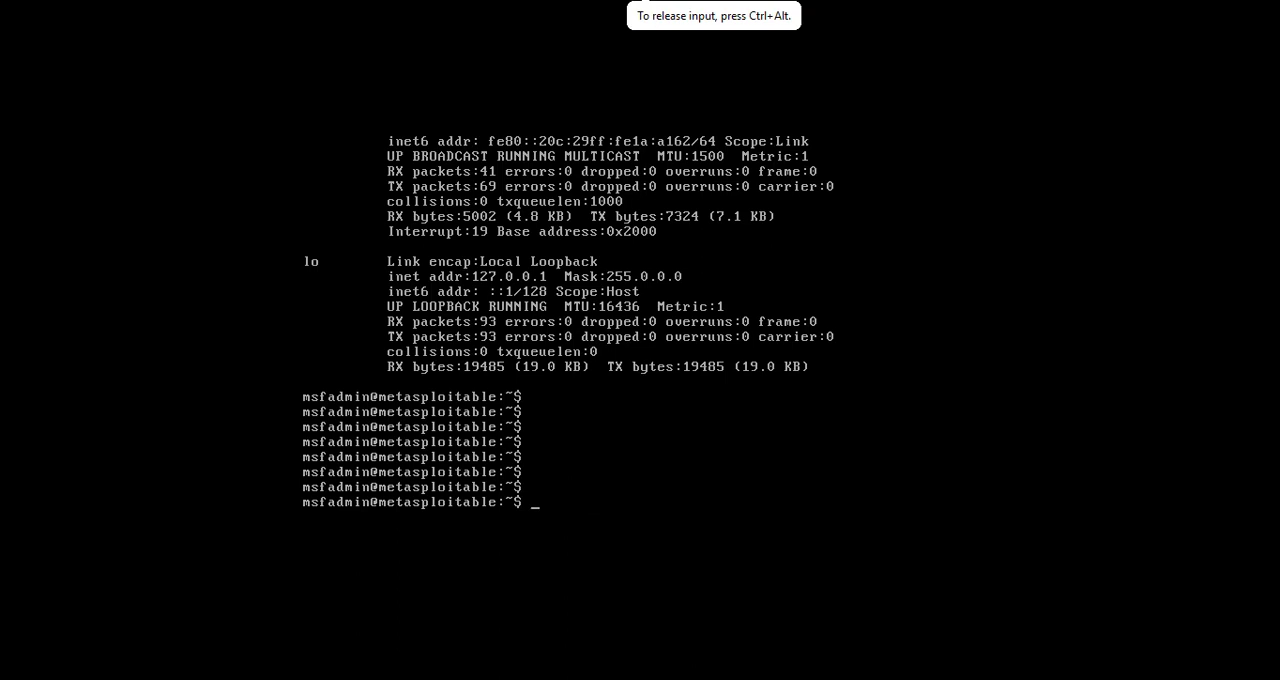 To release input, press Ctrl+Alt.
inet6 addr: fe80::20c:29ff:fe1a:a162/64 Scope:Link
UP BROADCAST RUNNING MULTICAST  MTU:1500  Metric:1
RX packets:41 errors:0 dropped:0 overruns:0 frame:0
TX packets:69 errors:0 dropped:0 overruns:0 carrier:0
collisions:0 txqueuelen:1000
RX bytes:5002 (4.8 KB)  TX bytes:7324 (7.1 KB)
Interrupt:19 Base address:0x2000
lo        Link encap:Local Loopback
inet addr:127.0.0.1  Mask:255.0.0.0
inet6 addr: ::1/128 Scope:Host
UP LOOPBACK RUNNING  MTU:16436  Metric:1
RX packets:93 errors:0 dropped:0 overruns:0 frame:0
TX packets:93 errors:0 dropped:0 overruns:0 carrier:0
collisions:0 txqueuelen:0
RX bytes:19485 (19.0 KB)  TX bytes:19485 (19.0 KB)
msfadmin@metasploitable:~$
msfadmin@metasploitable:~$
msfadmin@metasploitable:~$
msfadmin@metasploitable:~$
msfadmin@metasploitable:~$
msfadmin@metasploitable:~$
msfadmin@metasploitable:~$
msfadmin@metasploitable:~$ _